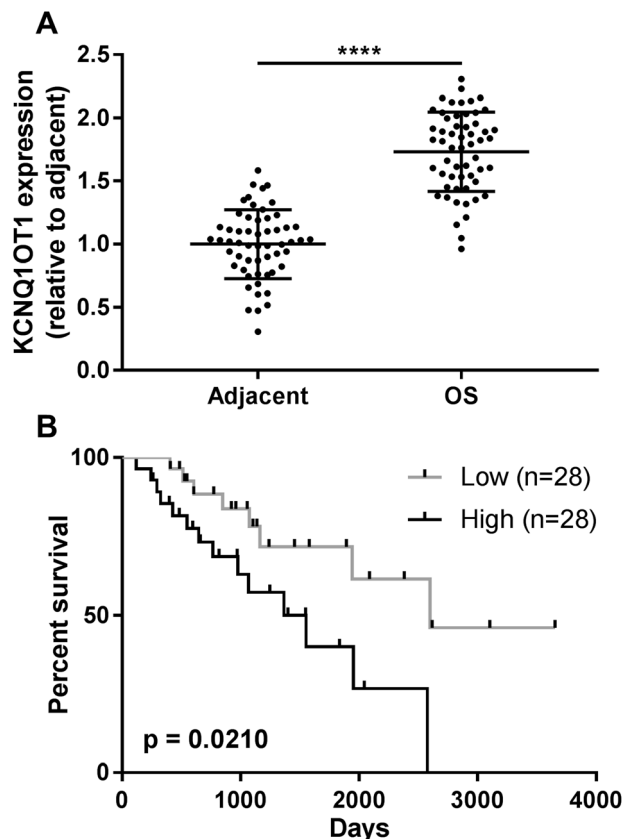 A
****
2.5
2.0
1.5
1.0
0.5
0.0
KCNQ1OT1 expression
(relative to adjacent)
Adjacent OS
B
100
50
0
Percent survival
Low (n=28)
High (n=28)
p = 0.0210
0 1000 2000 3000 4000
Days